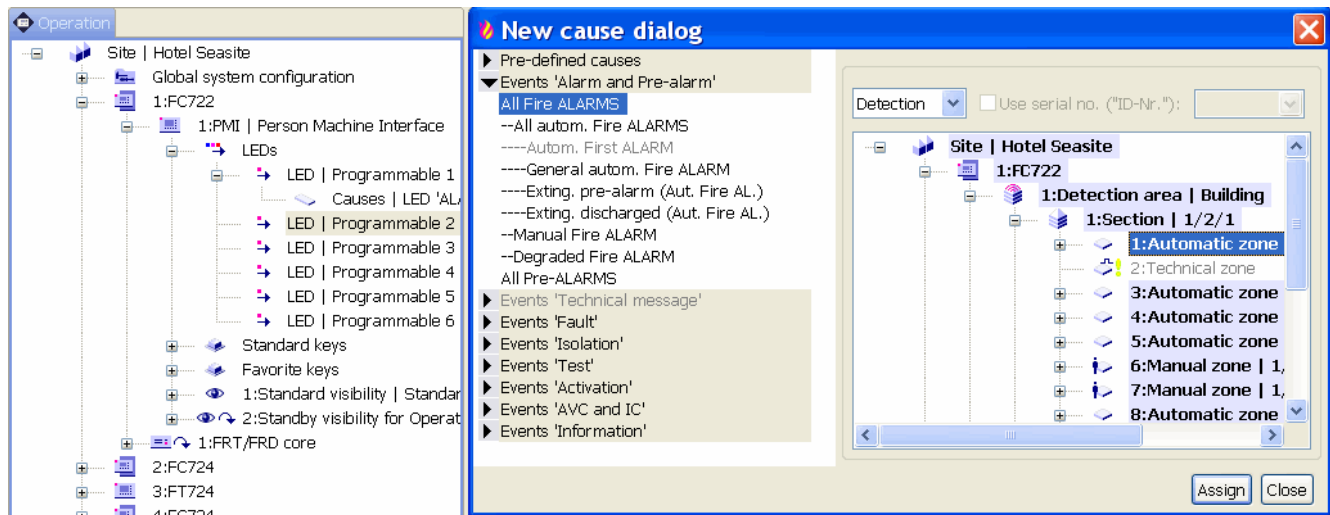 Operation
Site | Hotel Seasite
Global system configuration
1:FC722
1:PMI | Person Machine Interface
LEDs
LED | Programmable 1
Causes | LED 'AL
LED | Programmable 2
LED | Programmable 3
LED | Programmable 4
LED | Programmable 5
LED | Programmable 6
Standard keys
Favorite keys
1:Standard visibility | Standar
2:Standby visibility for Operat
1:FRT/FRD core
2:FC724
3:FT724
4:FC724
New cause dialog
Pre-defined causes
Events 'Alarm and Pre-alarm'
All Fire ALARMS
--All autom. Fire ALARMS
----Autom. First ALARM
----General autom. Fire ALARM
----Exting. pre-alarm (Aut. Fire AL.)
----Exting. discharged (Aut. Fire AL.)
--Manual Fire ALARM
--Degraded Fire ALARM
All Pre-ALARMS
Events 'Technical message'
Events 'Fault'
Events 'Isolation'
Events 'Test'
Events 'Activation'
Events 'AVC and IC'
Events 'Information'
Detection
Use serial no. ("ID-Nr."):
Site | Hotel Seasite
1:FC722
1:Detection area | Building
1:Section | 1/2/1
1:Automatic zone
2:Technical zone
3:Automatic zone
4:Automatic zone
5:Automatic zone
6:Manual zone | 1,
7:Manual zone | 1,
8:Automatic zone
Assign
Close